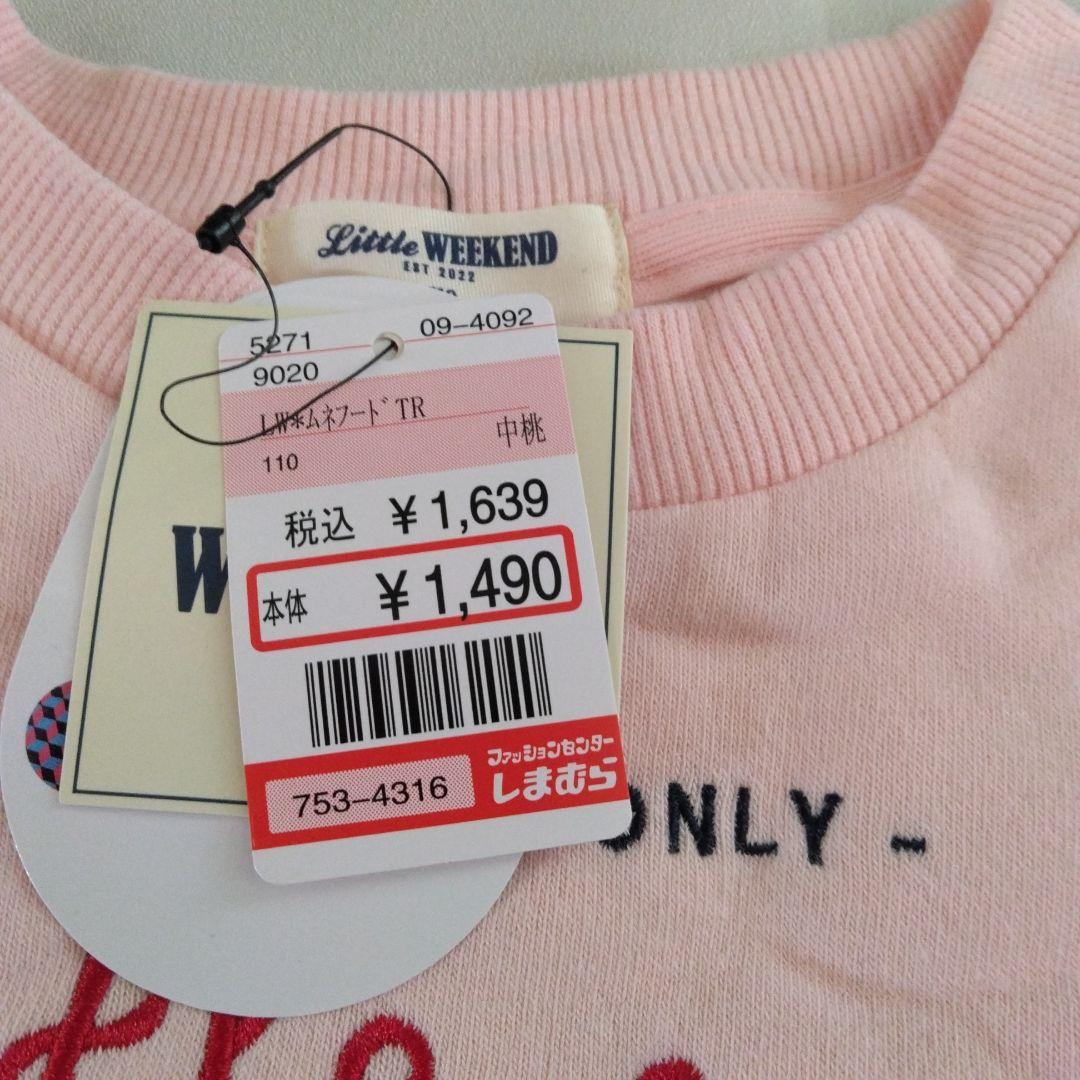 Little WEEKEND
EST 2022
5271
09-4092
9020
LW*ムネフードTR
中桃
110
税込 ¥1,639
本体 ¥1,490
753-4316
ファッションセンター
しまむら
W
ONLY -